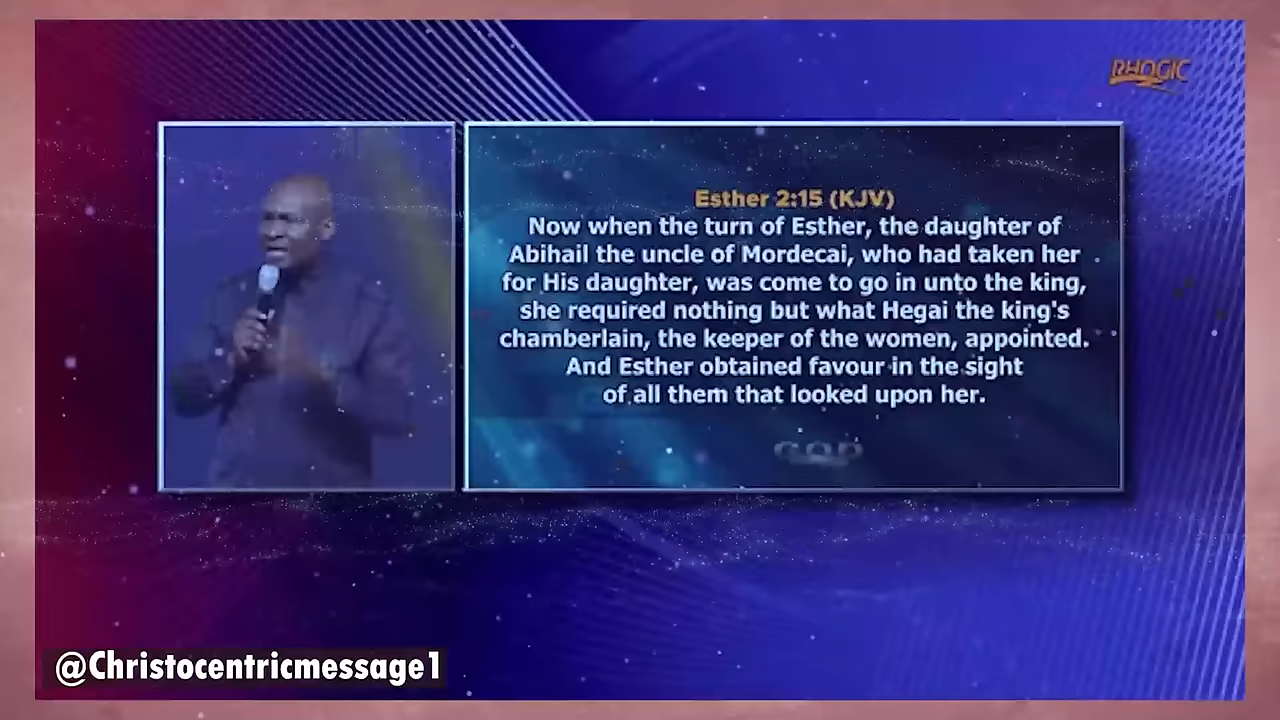 RHOGIC
Esther 2:15 (KJV)
Now when the turn of Esther, the daughter of
Abihail the uncle of Mordecai, who had taken her
for His daughter, was come to go in unto the king,
she required nothing but what Hegai the king's
chamberlain, the keeper of the women, appointed.
And Esther obtained favour in the sight
of all them that looked upon her.
@Christocentricmessage1